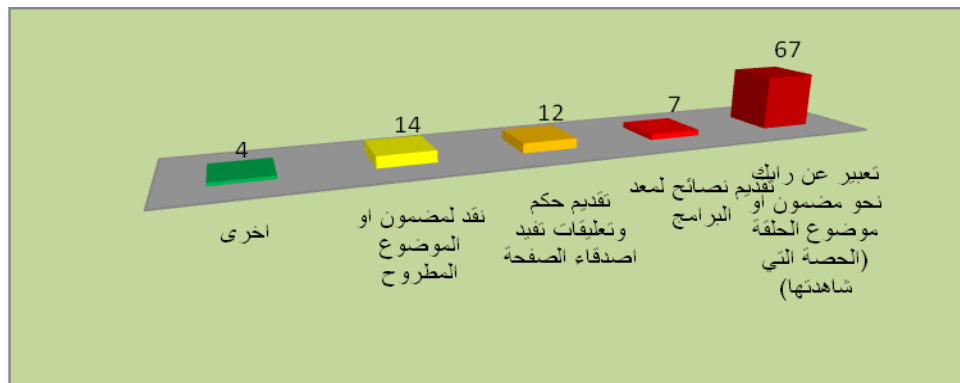 67
7
12
14
4
تعبير عن رايك
نحو مضمون او
موضوع الحلقة
(الحصة التي
شاهدتها)
تقديم نصائح لمعد
البرامج
تقديم حكم
وتعليقات تفيد
اصدقاء الصفحة
نقد لمضمون او
الموضوع
المطروح
اخرى